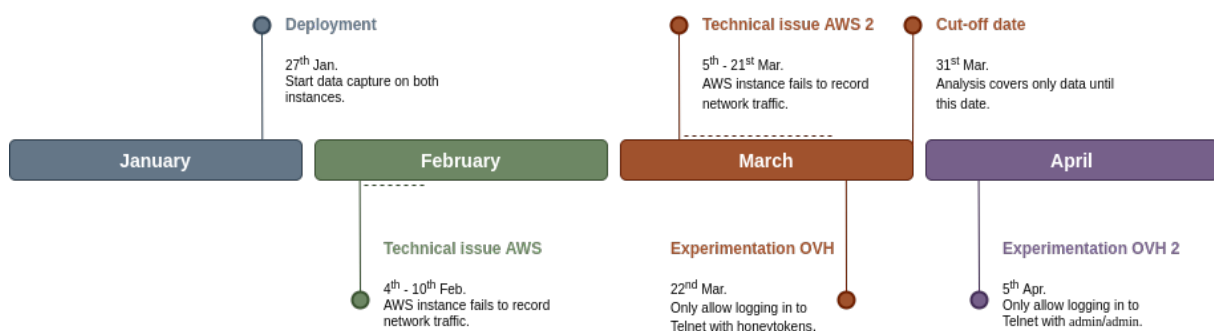 Deployment
27th Jan.
Start data capture on both
instances.
Technical issue AWS 2
5th - 21st Mar.
AWS instance fails to record
network traffic.
Cut-off date
31st Mar.
Analysis covers only data until
this date.
January
February
March
April
Technical issue AWS
4th - 10th Feb.
AWS instance fails to record
network traffic.
Experimentation OVH
22nd Mar.
Only allow logging in to
Telnet with honeytokens.
Experimentation OVH 2
5th Apr.
Only allow logging in to
Telnet with admin/admin.